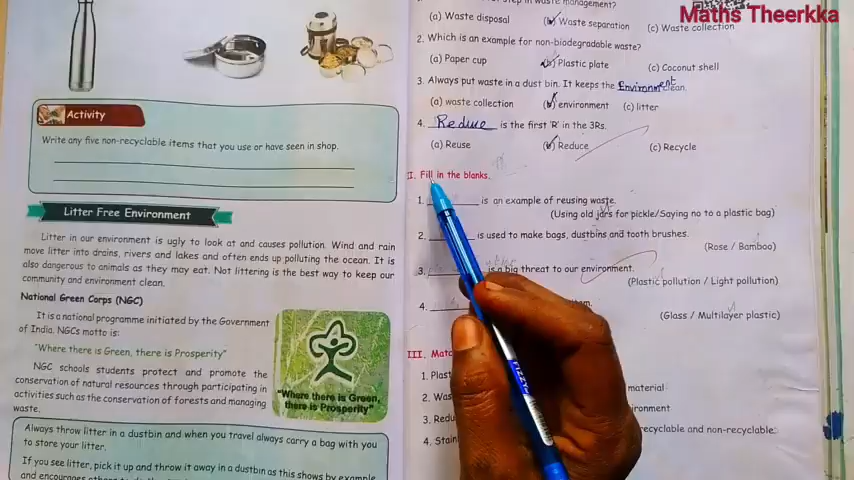 Maths Theerkka
(a) Waste disposal (b) Waste separation (c) Waste collection
2. Which is an example for non-biodegradable waste?
(a) Paper cup (b) Plastic plate (c) Coconut shell
3. Always put waste in a dust bin. It keeps the Environment clean.
(a) waste collection (b) environment (c) litter
4. Reduce is the first 'R' in the 3Rs.
(a) Reuse (b) Reduce (c) Recycle
II. Fill in the blanks.
1. is an example of reusing waste.
(Using old jars for pickle/Saying no to a plastic bag)
2. is used to make bags, dustbins and tooth brushes.
(Rose / Bamboo)
3. is a big threat to our environment.
(Plastic pollution / Light pollution)
4.
(Glass / Multilayer plastic)
III.
1. material
2.
3. recyclable and non-recyclable.
4.
Activity
Write any five non-recyclable items that you use or have seen in shop.
Litter Free Environment
Litter in our environment is ugly to look at and causes pollution. Wind and rain
move litter into drains, rivers and lakes and often ends up polluting the ocean. It is
also dangerous to animals as they may eat. Not littering is the best way to keep our
community and environment clean.
National Green Corps (NGC)
It is a national programme initiated by the Government
of India. NGCs motto is:
"Where there is Green, there is Prosperity"
NGC schools students protect and promote the
conservation of natural resources through participating in
activities such as the conservation of forests and managing
waste.
"Where there is Green,
there is Prosperity"
Always throw litter in a dustbin and when you travel always carry a bag with you
to store your litter.
If you see litter, pick it up and throw it away in a dustbin as this shows by example